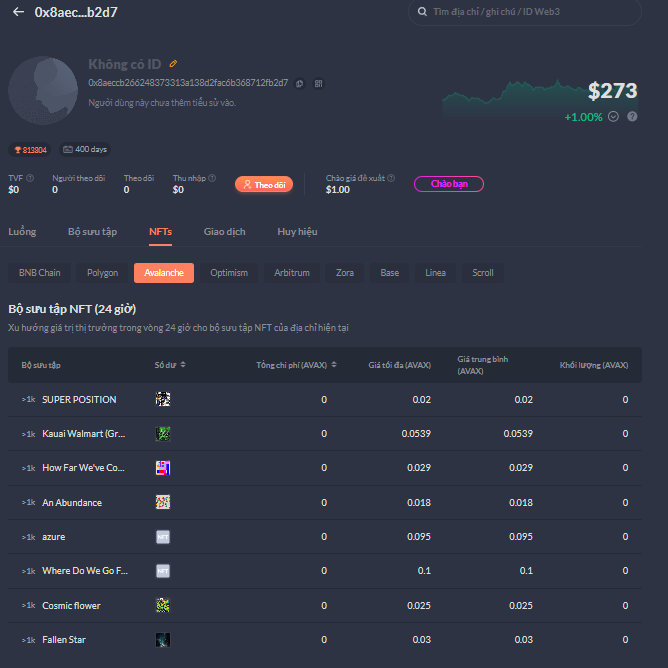 0x8aec...b2d7
Tìm địa chỉ / ghi chú / ID Web3
Không có ID
0x8aeccb266248373313a138d2fac6b368712fb2d7
Người dùng này chưa thêm tiểu sử vào.
$273
+1.00%
813804 400 days
TVF Người theo dõi Theo dõi Thu nhập Chào giá đề xuất
$0 0 0 $0 $1.00
Theo dõi Chào bạn
Luồng Bộ sưu tập NFTs Giao dịch Huy hiệu
BNB Chain Polygon Avalanche Optimism Arbitrum Zora Base Linea Scroll
Bộ sưu tập NFT (24 giờ)
Xu hướng giá trị thị trường trong vòng 24 giờ cho bộ sưu tập NFT của địa chỉ hiện tại
Bộ sưu tập Số dư Tổng chi phí (AVAX) Giá tối đa (AVAX) Giá trung bình (AVAX) Khối lượng (AVAX)
>1k SUPER POSITION 0 0.02 0.02 0
>1k Kauai Walmart (Gr... 0 0.0539 0.0539 0
>1k How Far We've Co... 0 0.029 0.029 0
>1k An Abundance 0 0.018 0.018 0
>1k azure NFT 0 0.095 0.095 0
>1k Where Do We Go F... NFT 0 0.1 0.1 0
>1k Cosmic flower 0 0.025 0.025 0
>1k Fallen Star 0 0.03 0.03 0